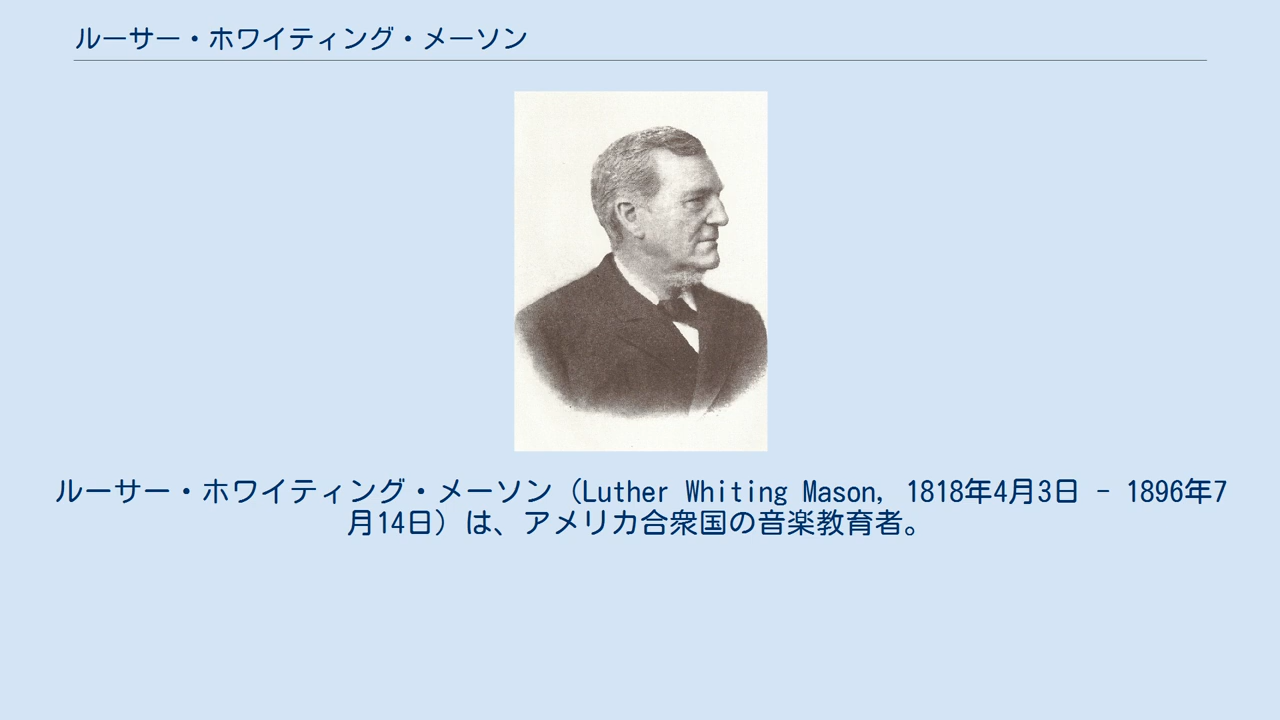 ルーサー・ホワイティング・メーソン
ルーサー・ホワイティング・メーソン（Luther Whiting Mason, 1818年4月3日 - 1896年7
月14日）は、アメリカ合衆国の音楽教育者。